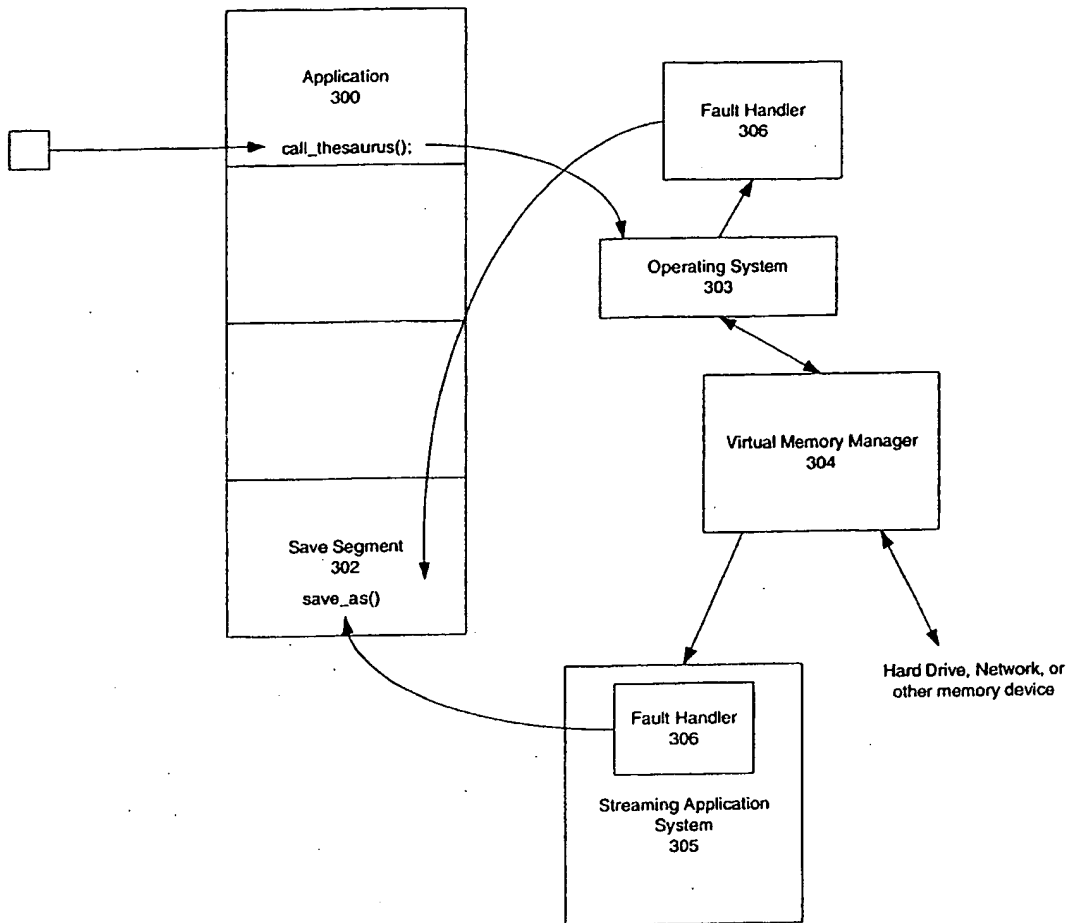 Application
300
call_thesaurus();
Fault Handler
306
Operating System
303
Virtual Memory Manager
304
Save Segment
302
save_as()
Hard Drive, Network, or
other memory device
Fault Handler
306
Streaming Application
System
305